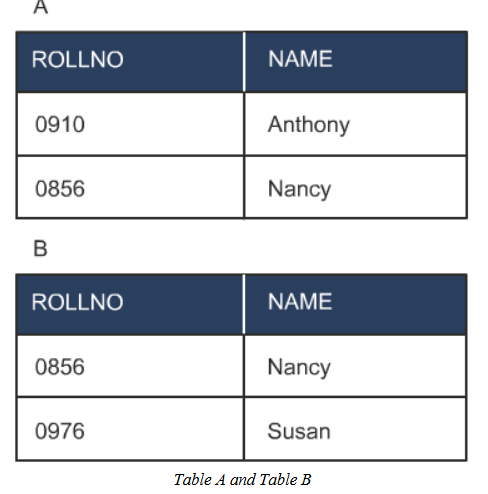 A
ROLLNO NAME
0910 Anthony
0856 Nancy
B
ROLLNO NAME
0856 Nancy
0976 Susan
Table A and Table B